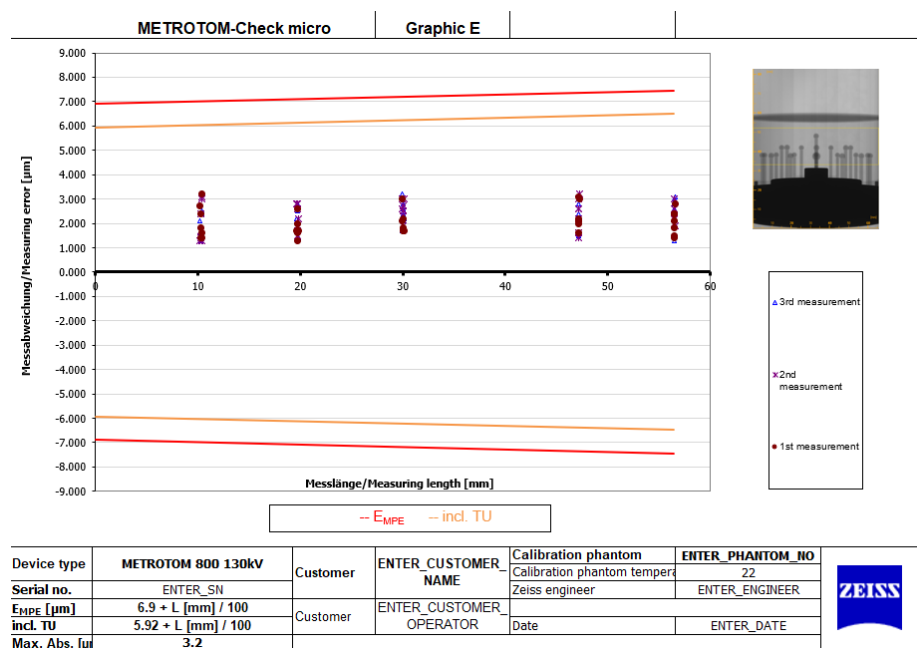 METROTOM-Check micro Graphic E
9.000
8.000
7.000
6.000
5.000
4.000
3.000
2.000
1.000
0.000
-1.000
-2.000
-3.000
-4.000
-5.000
-6.000
-7.000
-8.000
-9.000
Messabweichung/Measuring error [µm]
0 10 20 30 40 50 60
Messlänge/Measuring length [mm]
3rd measurement
2nd
measurement
1st measurement
-- EMPE -- incl. TU
Device type METROTOM 800 130kV
Serial no. ENTER_SN
EMPE [µm] 6.9 + L [mm] / 100
incl. TU 5.92 + L [mm] / 100
Max. Abs. [µ 3.2
Customer ENTER_CUSTOMER_
NAME
Customer ENTER_CUSTOMER_
OPERATOR
Calibration phantom ENTER_PHANTOM_NO
Calibration phantom tempera 22
Zeiss engineer ENTER_ENGINEER
Date ENTER_DATE
ZEISS